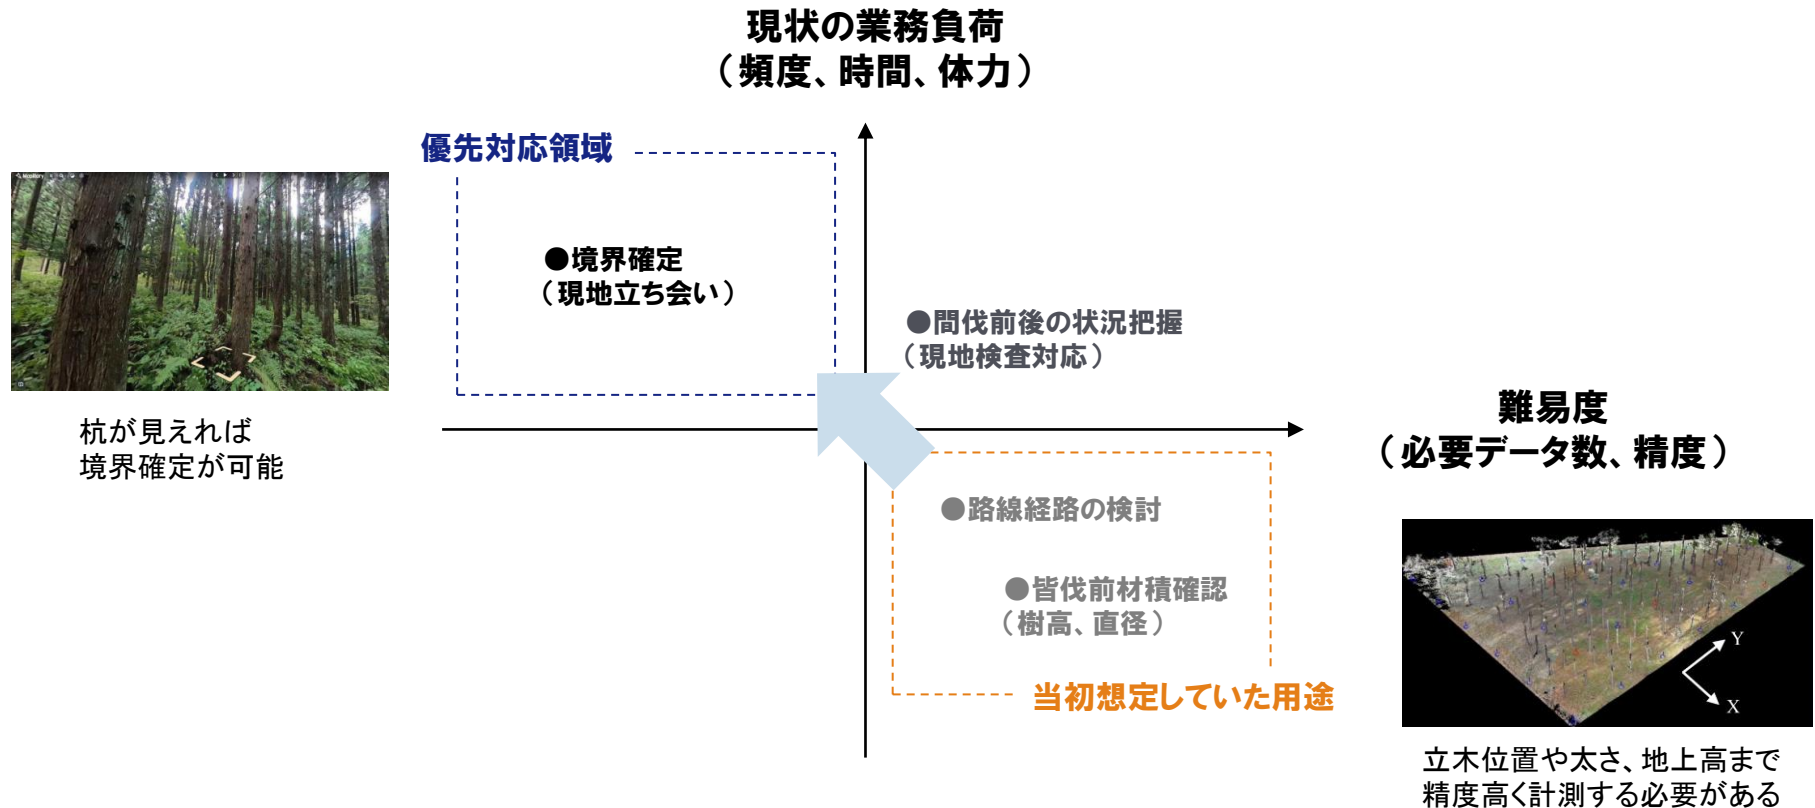 現状の業務負荷
（頻度、時間、体力）
優先対応領域
●境界確定
（現地立ち会い）
●間伐前後の状況把握
（現地検査対応）
杭が見えれば
境界確定が可能
難易度
（必要データ数、精度）
●路線経路の検討
●皆伐前材積確認
（樹高、直径）
当初想定していた用途
Y
X
立木位置や太さ、地上高まで
精度高く計測する必要がある